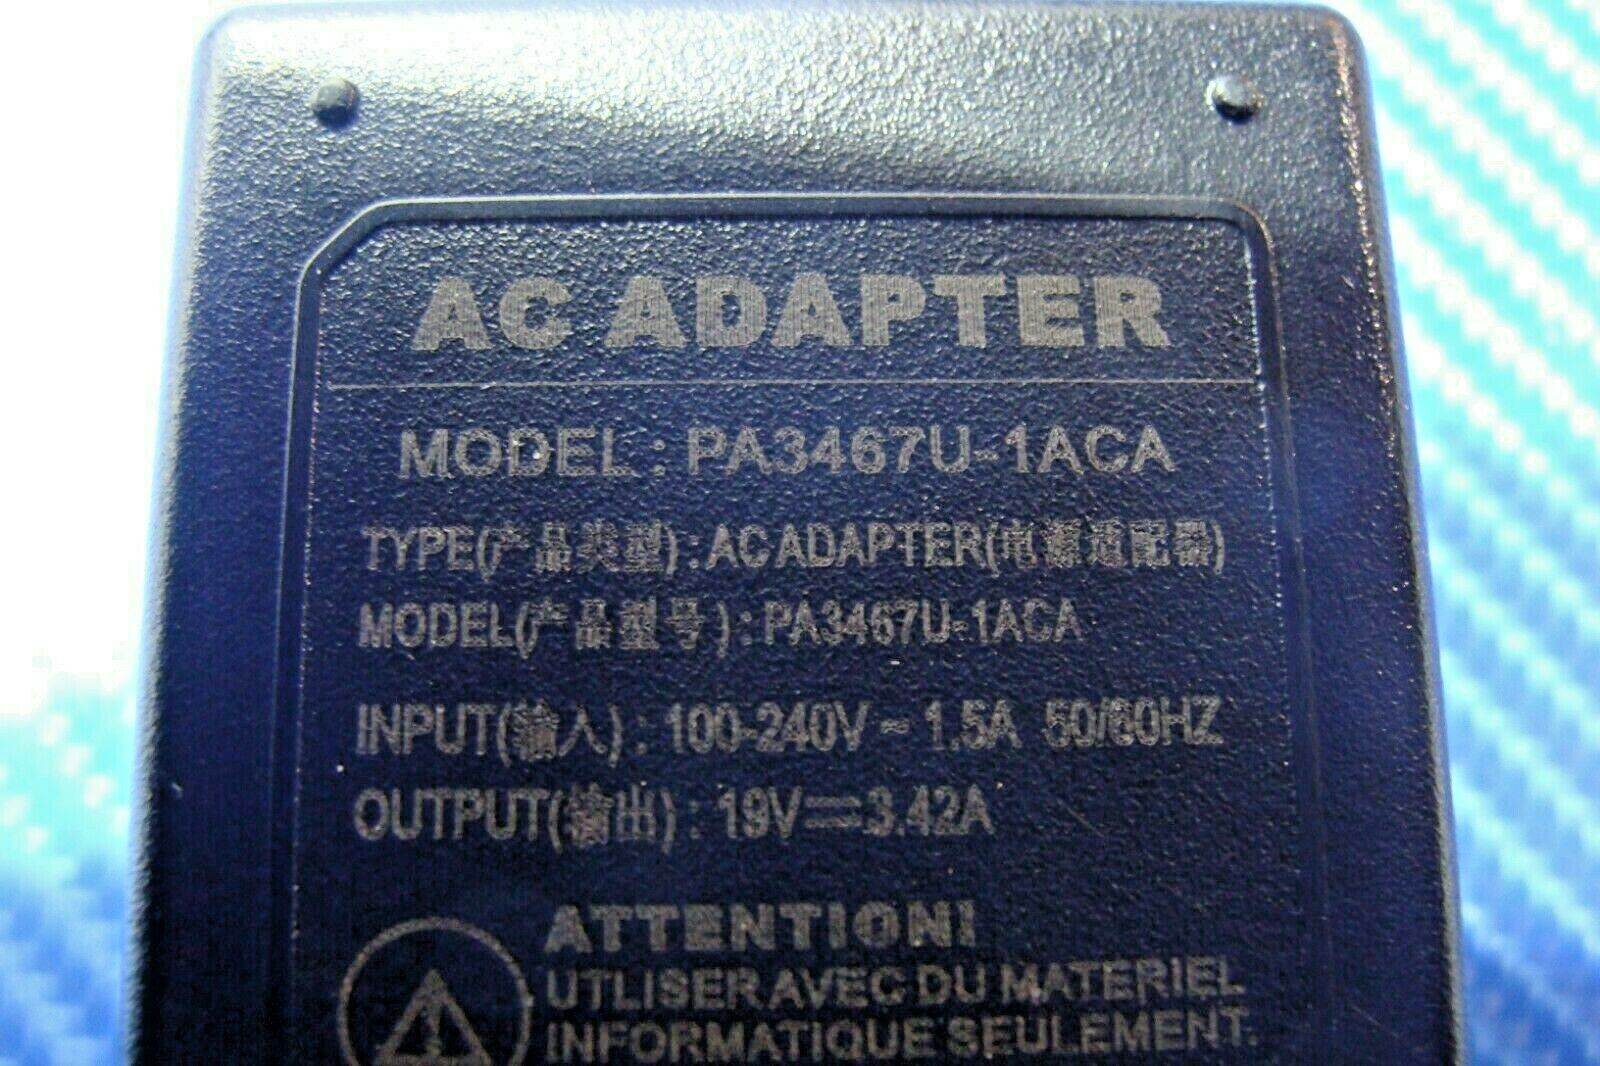 AC ADAPTER
MODEL : PA3467U-1ACA
TYPE(产品类型) : AC ADAPTER(电源适配器)
MODEL(产品型号) : PA3467U-1ACA
INPUT(输入) : 100-240V ~ 1.5A 50/60HZ
OUTPUT(输出) : 19V⎓3.42A
ATTENTION!
UTLISER AVEC DU MATERIEL
INFORMATIQUE SEULEMENT.